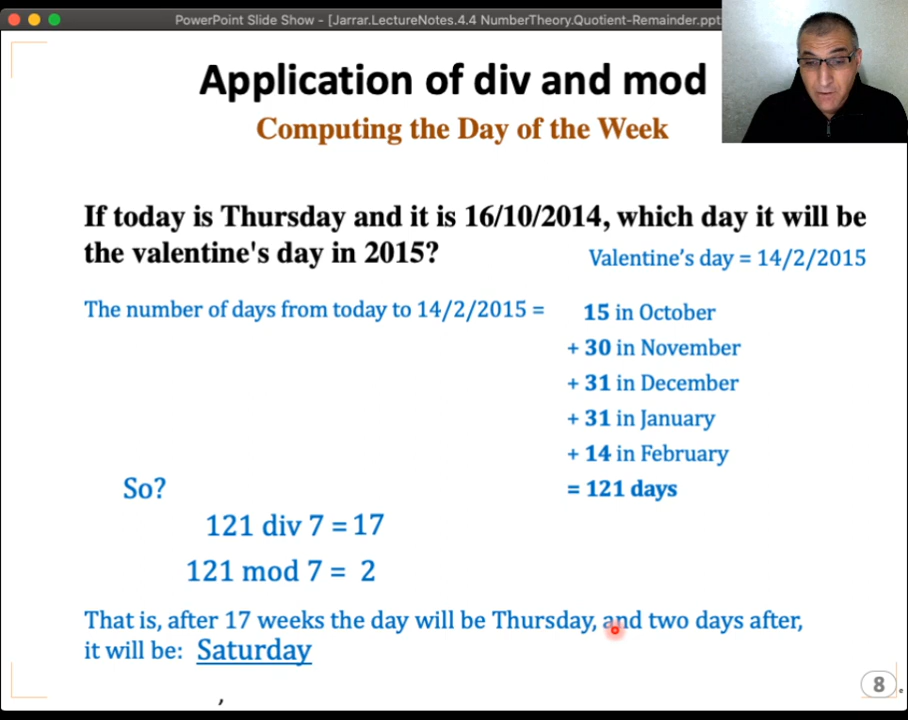 PowerPoint Slide Show - [Jarrar.LectureNotes.4.4 NumberTheory.Quotient-Remainder.ppt
Application of div and mod
Computing the Day of the Week
If today is Thursday and it is 16/10/2014, which day it will be
the valentine's day in 2015?
Valentine's day = 14/2/2015
The number of days from today to 14/2/2015 = 15 in October
+ 30 in November
+ 31 in December
+ 31 in January
+ 14 in February
= 121 days
So?
121 div 7 = 17
121 mod 7 = 2
That is, after 17 weeks the day will be Thursday, and two days after,
it will be: Saturday
,
8 .